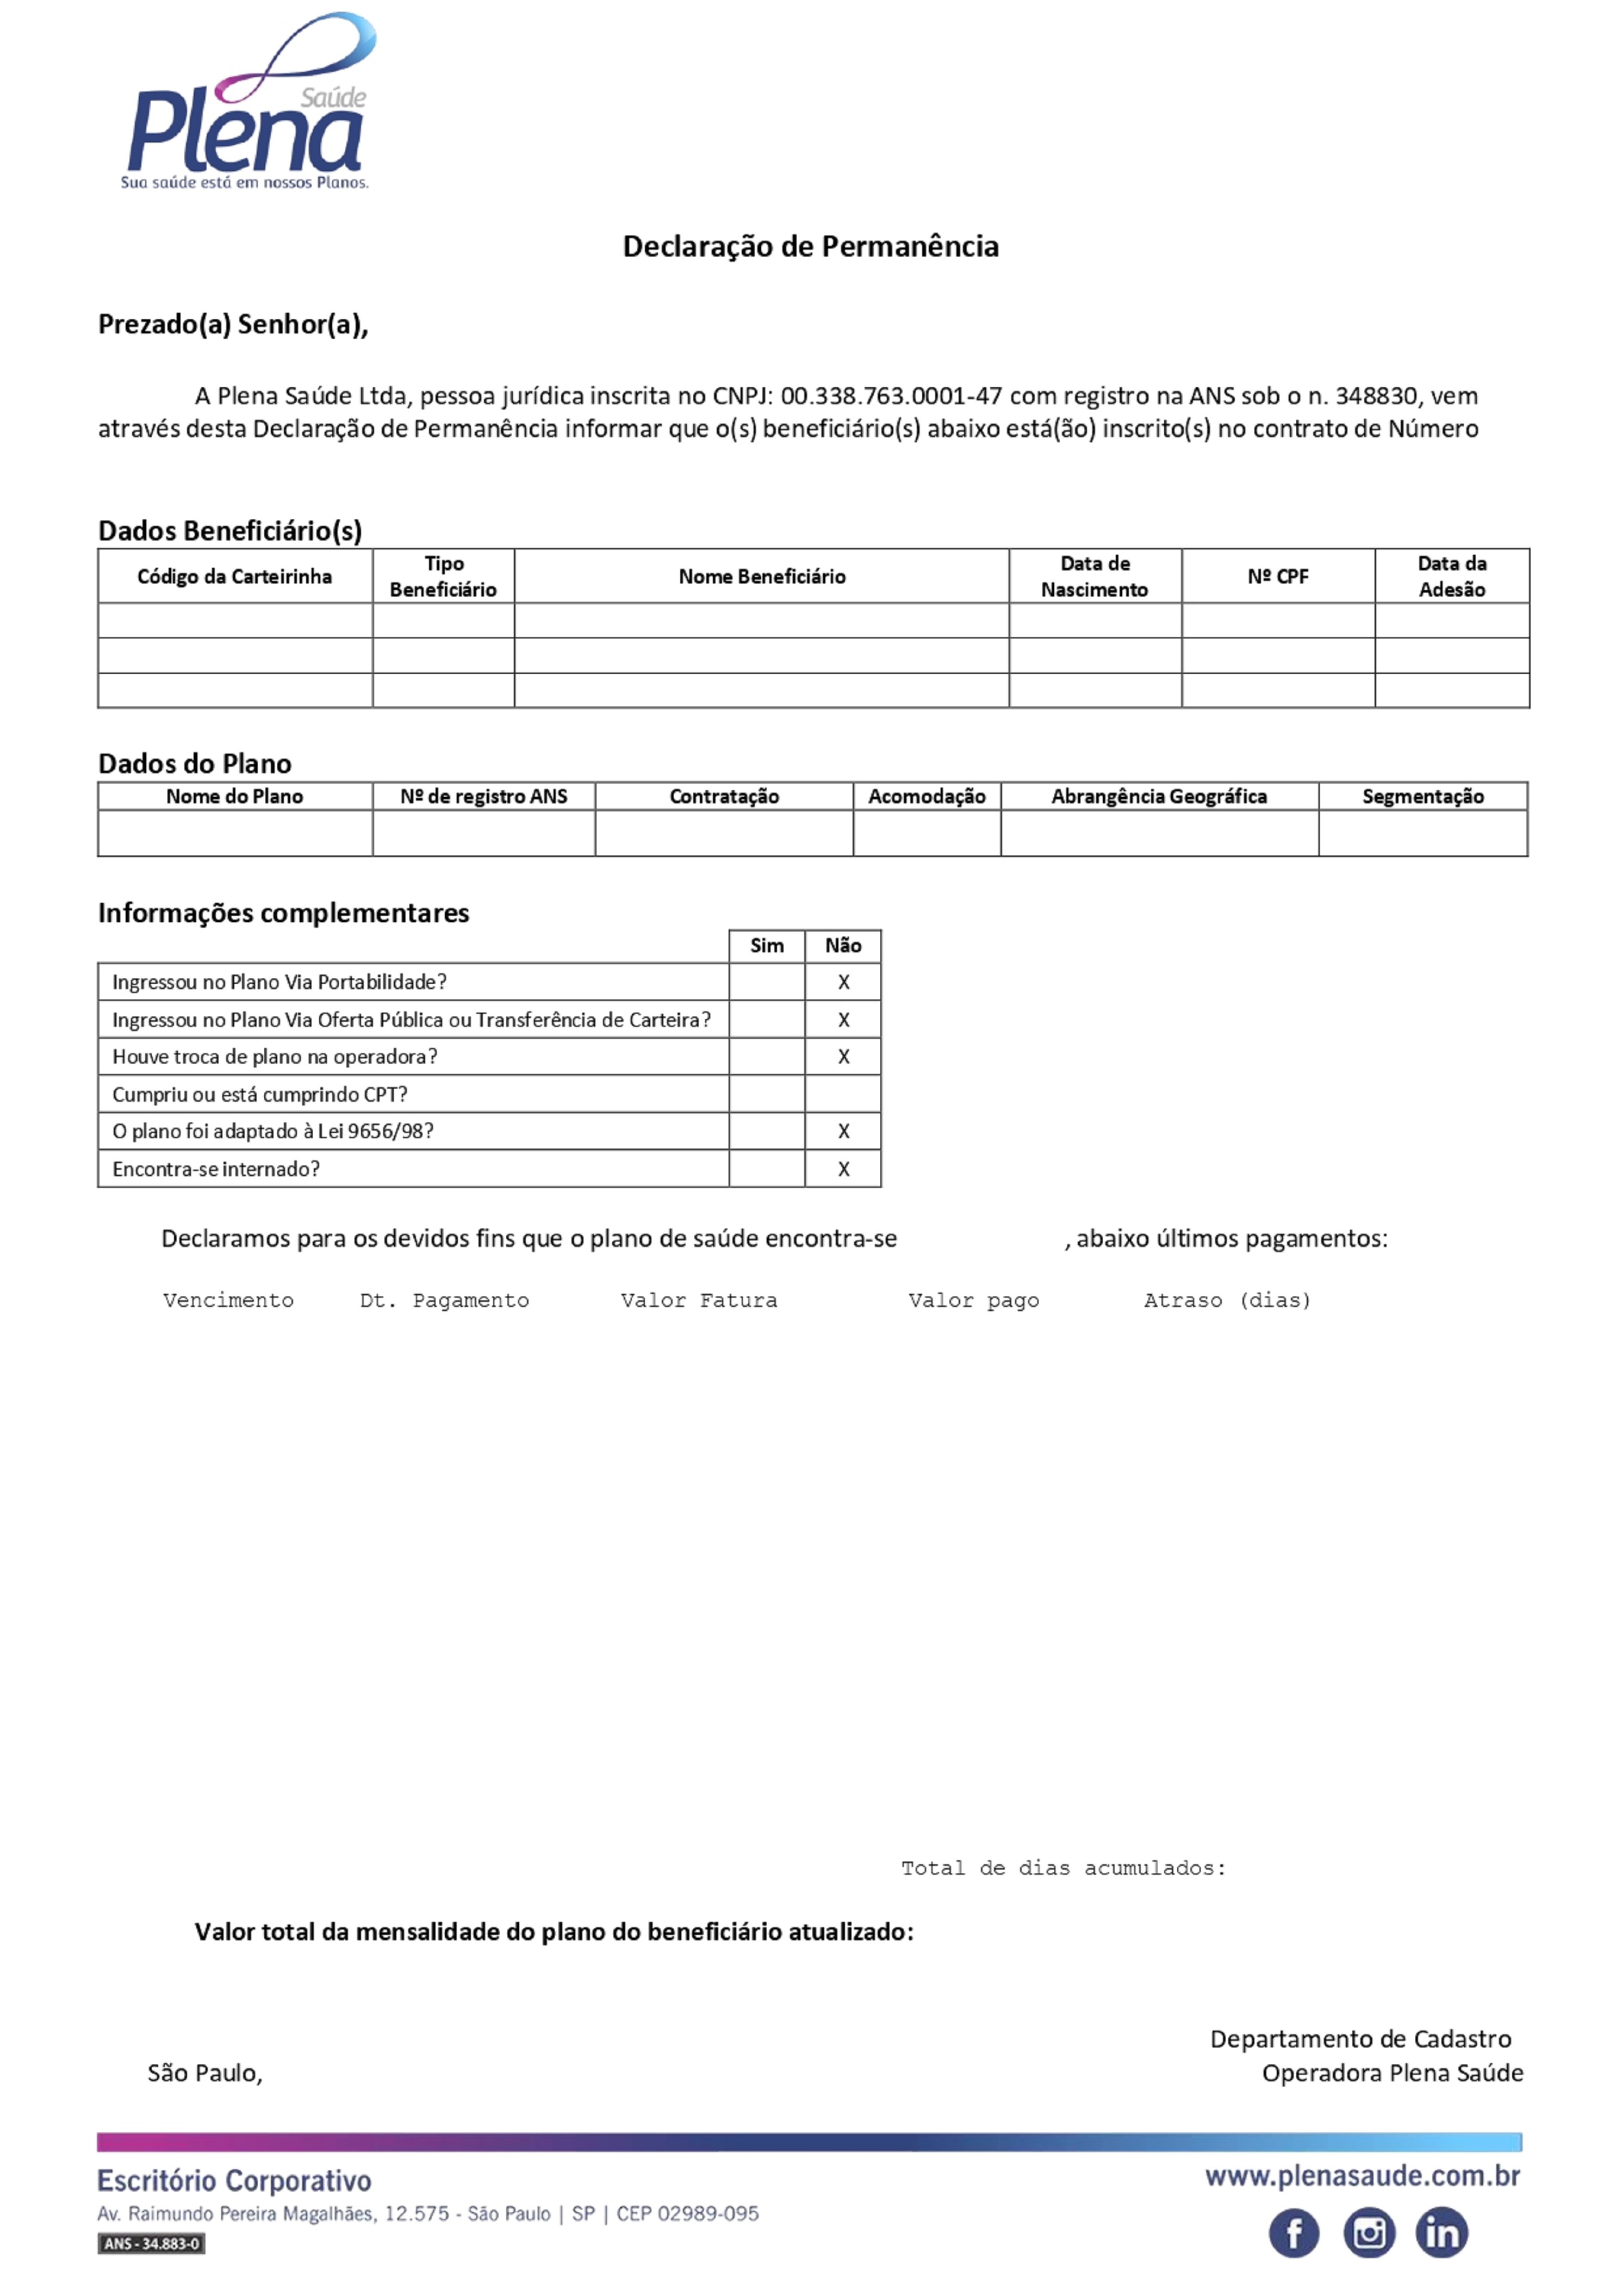 Saúde
Plena
Sua saúde está em nossos Planos.
Declaração de Permanência
Prezado(a) Senhor(a),
A Plena Saúde Ltda, pessoa jurídica inscrita no CNPJ: 00.338.763.0001-47 com registro na ANS sob o n. 348830, vem
através desta Declaração de Permanência informar que o(s) beneficiário(s) abaixo está(ão) inscrito(s) no contrato de Número
Dados Beneficiário(s)
Código da Carteirinha Tipo Beneficiário Nome Beneficiário Data de Nascimento Nº CPF Data da Adesão
Dados do Plano
Nome do Plano Nº de registro ANS Contratação Acomodação Abrangência Geográfica Segmentação
Informações complementares
Sim Não
Ingressou no Plano Via Portabilidade? X
Ingressou no Plano Via Oferta Pública ou Transferência de Carteira? X
Houve troca de plano na operadora? X
Cumpriu ou está cumprindo CPT?
O plano foi adaptado à Lei 9656/98? X
Encontra-se internado? X
Declaramos para os devidos fins que o plano de saúde encontra-se , abaixo últimos pagamentos:
Vencimento Dt. Pagamento Valor Fatura Valor pago Atraso (dias)
Total de dias acumulados:
Valor total da mensalidade do plano do beneficiário atualizado:
Departamento de Cadastro
São Paulo, Operadora Plena Saúde
Escritório Corporativo www.plenasaude.com.br
Av. Raimundo Pereira Magalhães, 12.575 - São Paulo | SP | CEP 02989-095
ANS - 34.883-0